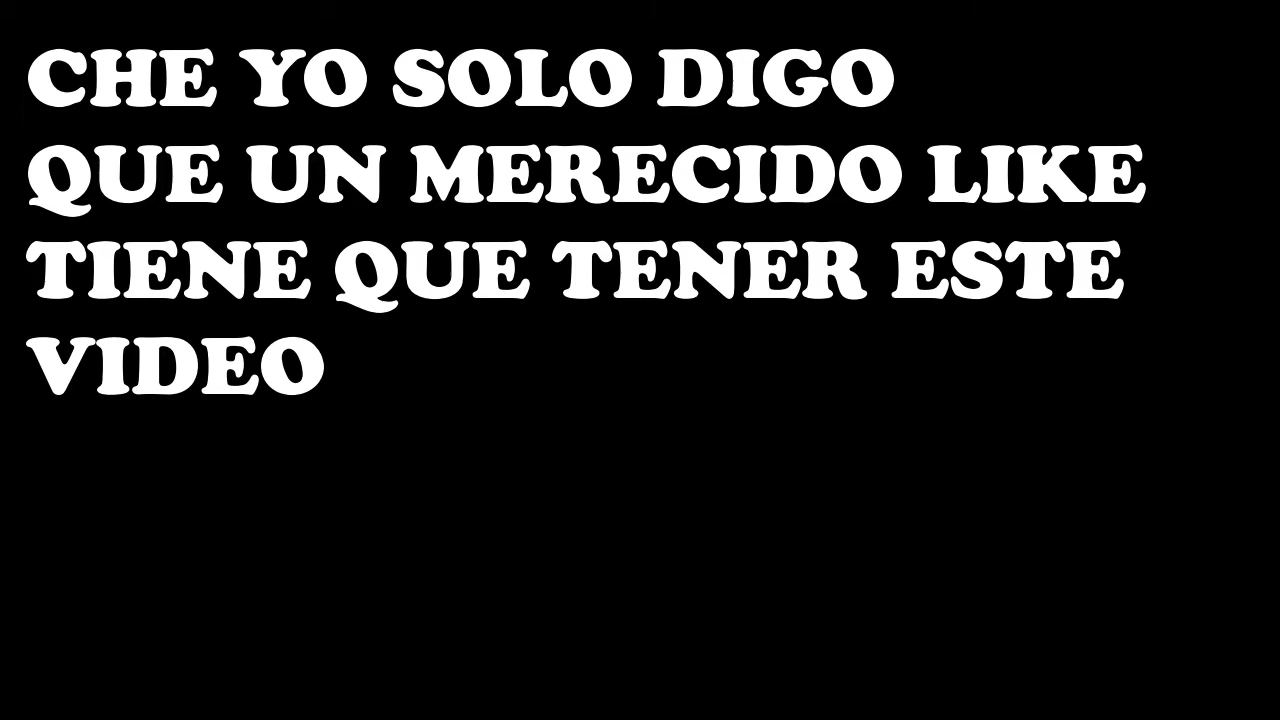 CHE YO SOLO DIGO
QUE UN MERECIDO LIKE
TIENE QUE TENER ESTE
VIDEO